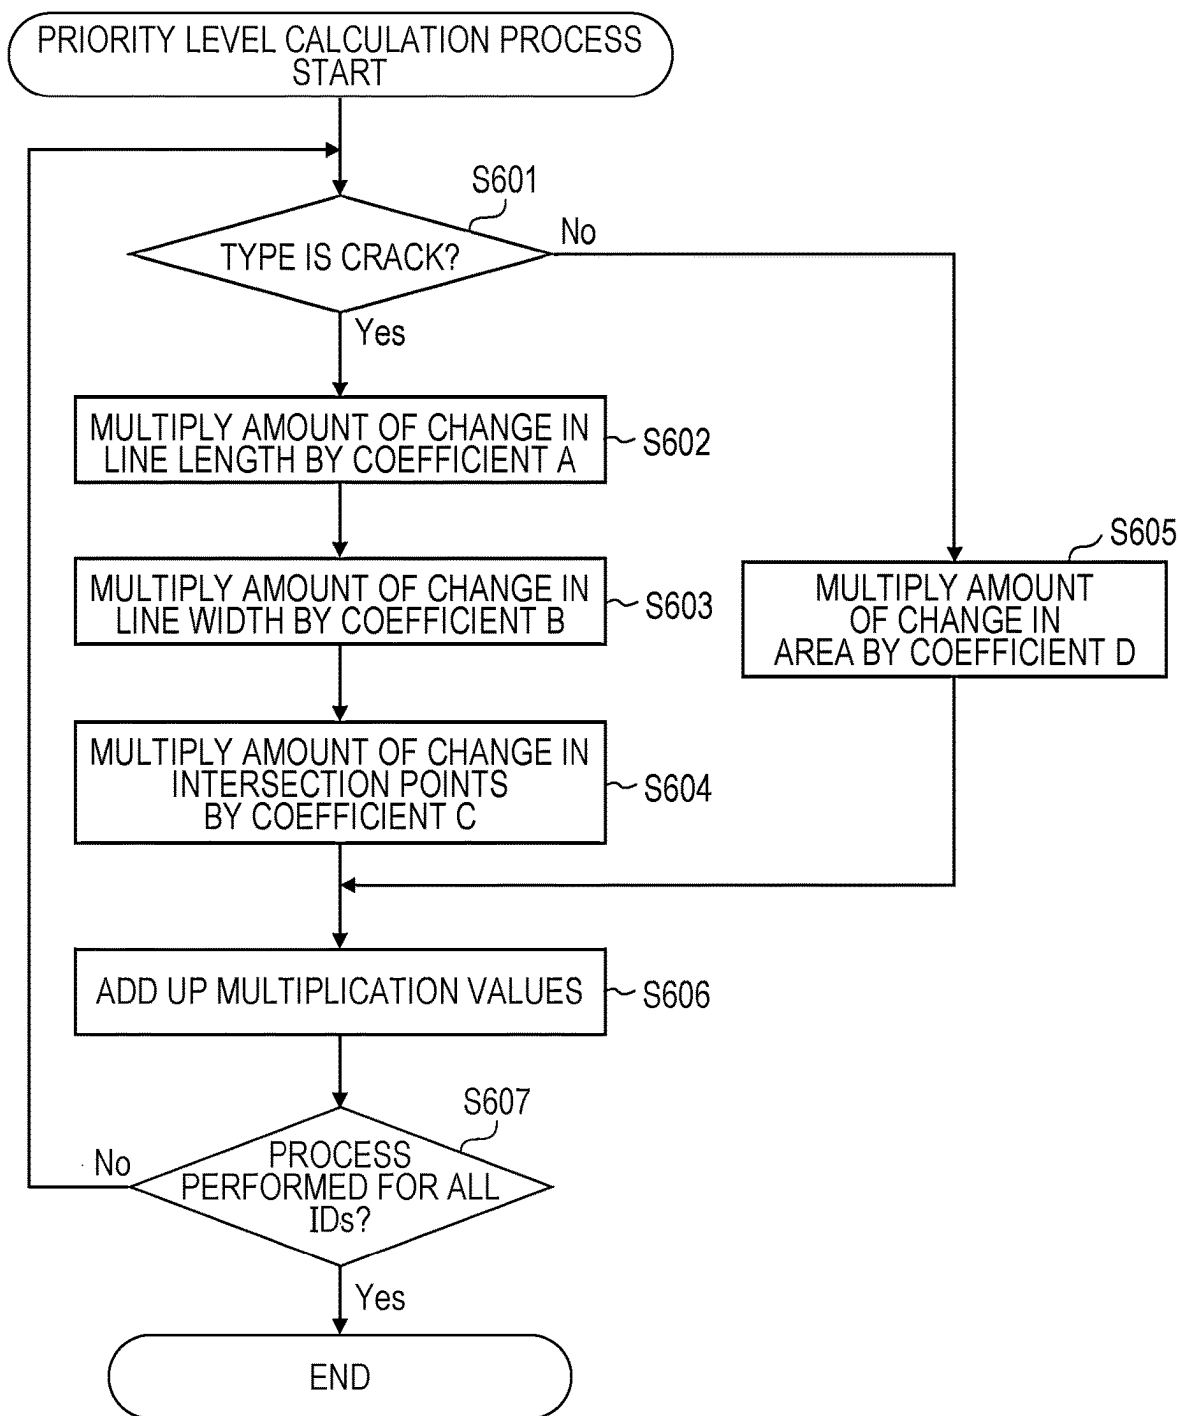 PRIORITY LEVEL CALCULATION PROCESS
START
S601
TYPE IS CRACK?
No
Yes
MULTIPLY AMOUNT OF CHANGE IN
LINE LENGTH BY COEFFICIENT A
S602
MULTIPLY AMOUNT OF CHANGE IN
LINE WIDTH BY COEFFICIENT B
S603
S605
MULTIPLY AMOUNT
OF CHANGE IN
AREA BY COEFFICIENT D
MULTIPLY AMOUNT OF CHANGE IN
INTERSECTION POINTS
BY COEFFICIENT C
S604
ADD UP MULTIPLICATION VALUES
S606
S607
PROCESS
PERFORMED FOR ALL
IDs?
No
Yes
END